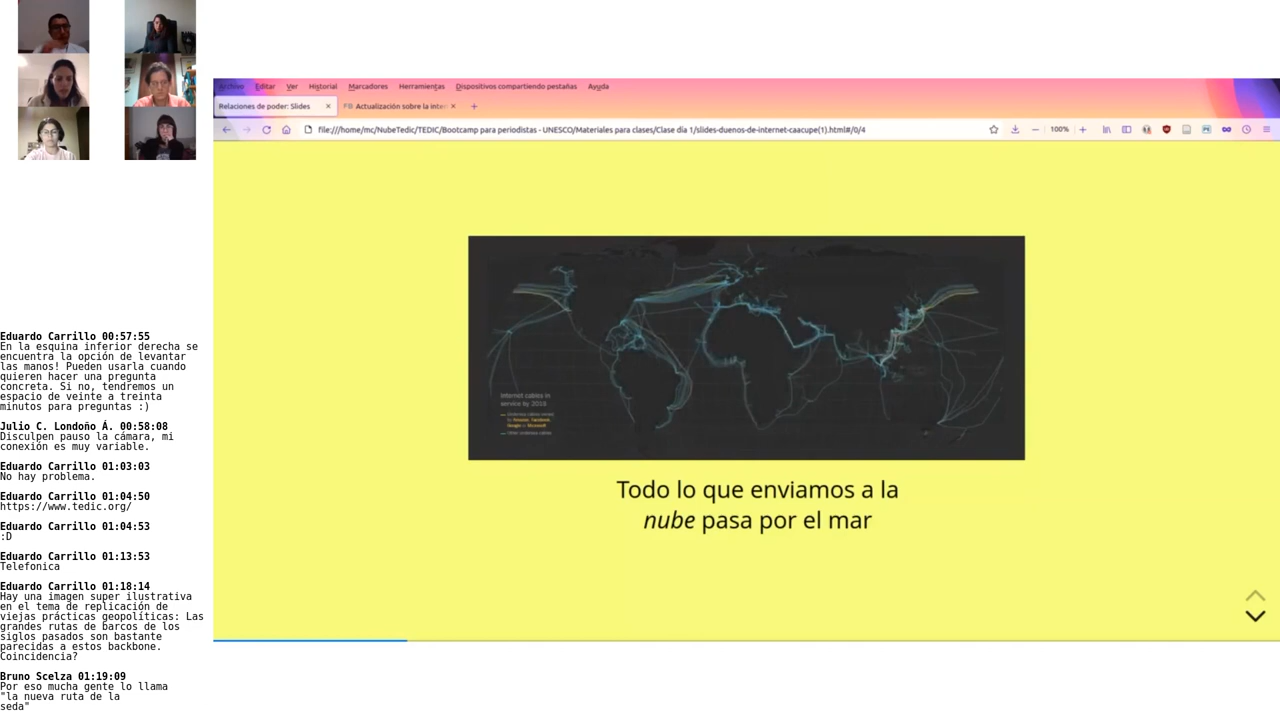 Archivo Editar Ver Historial Marcadores Herramientas Dispositivos compartiendo pestañas Ayuda
Relaciones de poder: Slides
Actualización sobre la inter
file:///home/mc/NubeTedic/TEDIC/Bootcamp para periodistas - UNESCO/Materiales para clases/Clase día 1/slides-duenos-de-internet-caacupe(1).html#/0/4
100%
Internet cables in
service by 2019
Todo lo que enviamos a la
nube pasa por el mar
Eduardo Carrillo 00:57:55
En la esquina inferior derecha se
encuentra la opción de levantar
las manos! Pueden usarla cuando
quieren hacer una pregunta
concreta. Si no, tendremos un
espacio de veinte a treinta
minutos para preguntas :)
Julio C. Londoño Á. 00:58:08
Disculpen pauso la cámara, mi
conexión es muy variable.
Eduardo Carrillo 01:03:03
No hay problema.
Eduardo Carrillo 01:04:50
https://www.tedic.org/
Eduardo Carrillo 01:04:53
:D
Eduardo Carrillo 01:13:53
Telefonica
Eduardo Carrillo 01:18:14
Hay una imagen super ilustrativa
en el tema de replicación de
viejas prácticas geopolíticas: Las
grandes rutas de barcos de los
siglos pasados son bastante
parecidas a estos backbone.
Coincidencia?
Bruno Scelza 01:19:09
Por eso mucha gente lo llama
"la nueva ruta de la
seda"